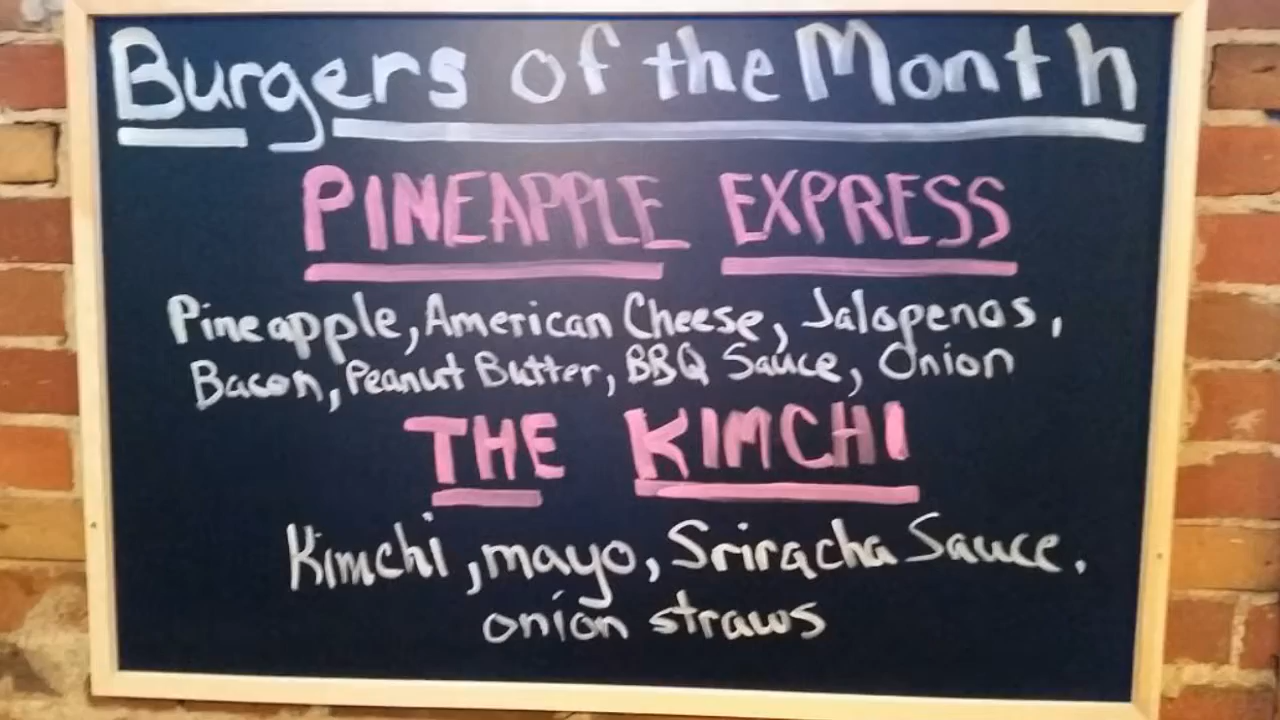 Burgers of the Month
PINEAPPLE EXPRESS
Pineapple, American Cheese, Jalapenos,
Bacon, Peanut Butter, BBQ Sauce, Onion
THE KIMCHI
Kimchi, mayo, Sriracha Sauce.
onion straws